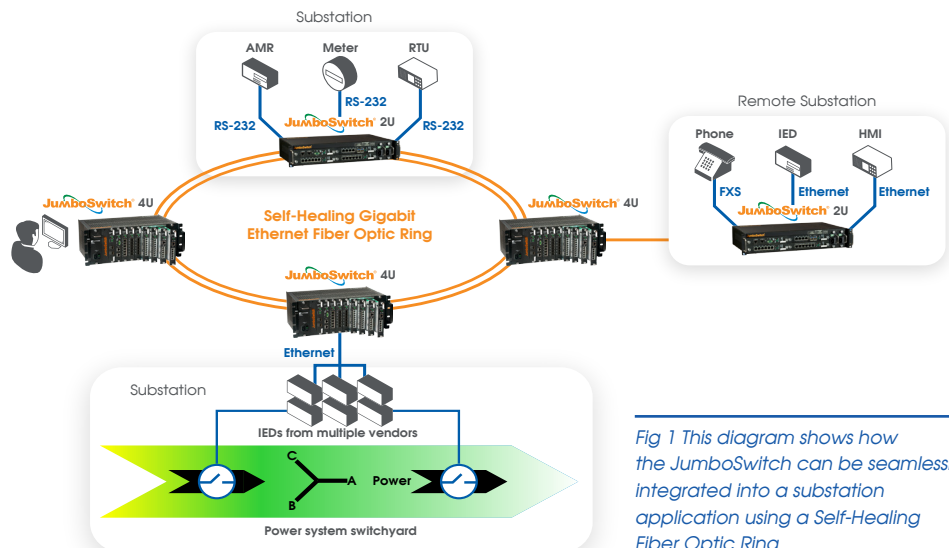 Substation
AMR Meter RTU
RS-232
RS-232 JumboSwitch® 2U RS-232
Remote Substation
Phone IED HMI
FXS Ethernet Ethernet
JumboSwitch® 2U
JumboSwitch® 4U
Self-Healing Gigabit
Ethernet Fiber Optic Ring
JumboSwitch® 4U
JumboSwitch® 4U
Ethernet
Substation
IEDs from multiple vendors
C
A Power
B
Power system switchyard
Fig 1 This diagram shows how
the JumboSwitch can be seamless
integrated into a substation
application using a Self-Healing
Fiber Optic Ring